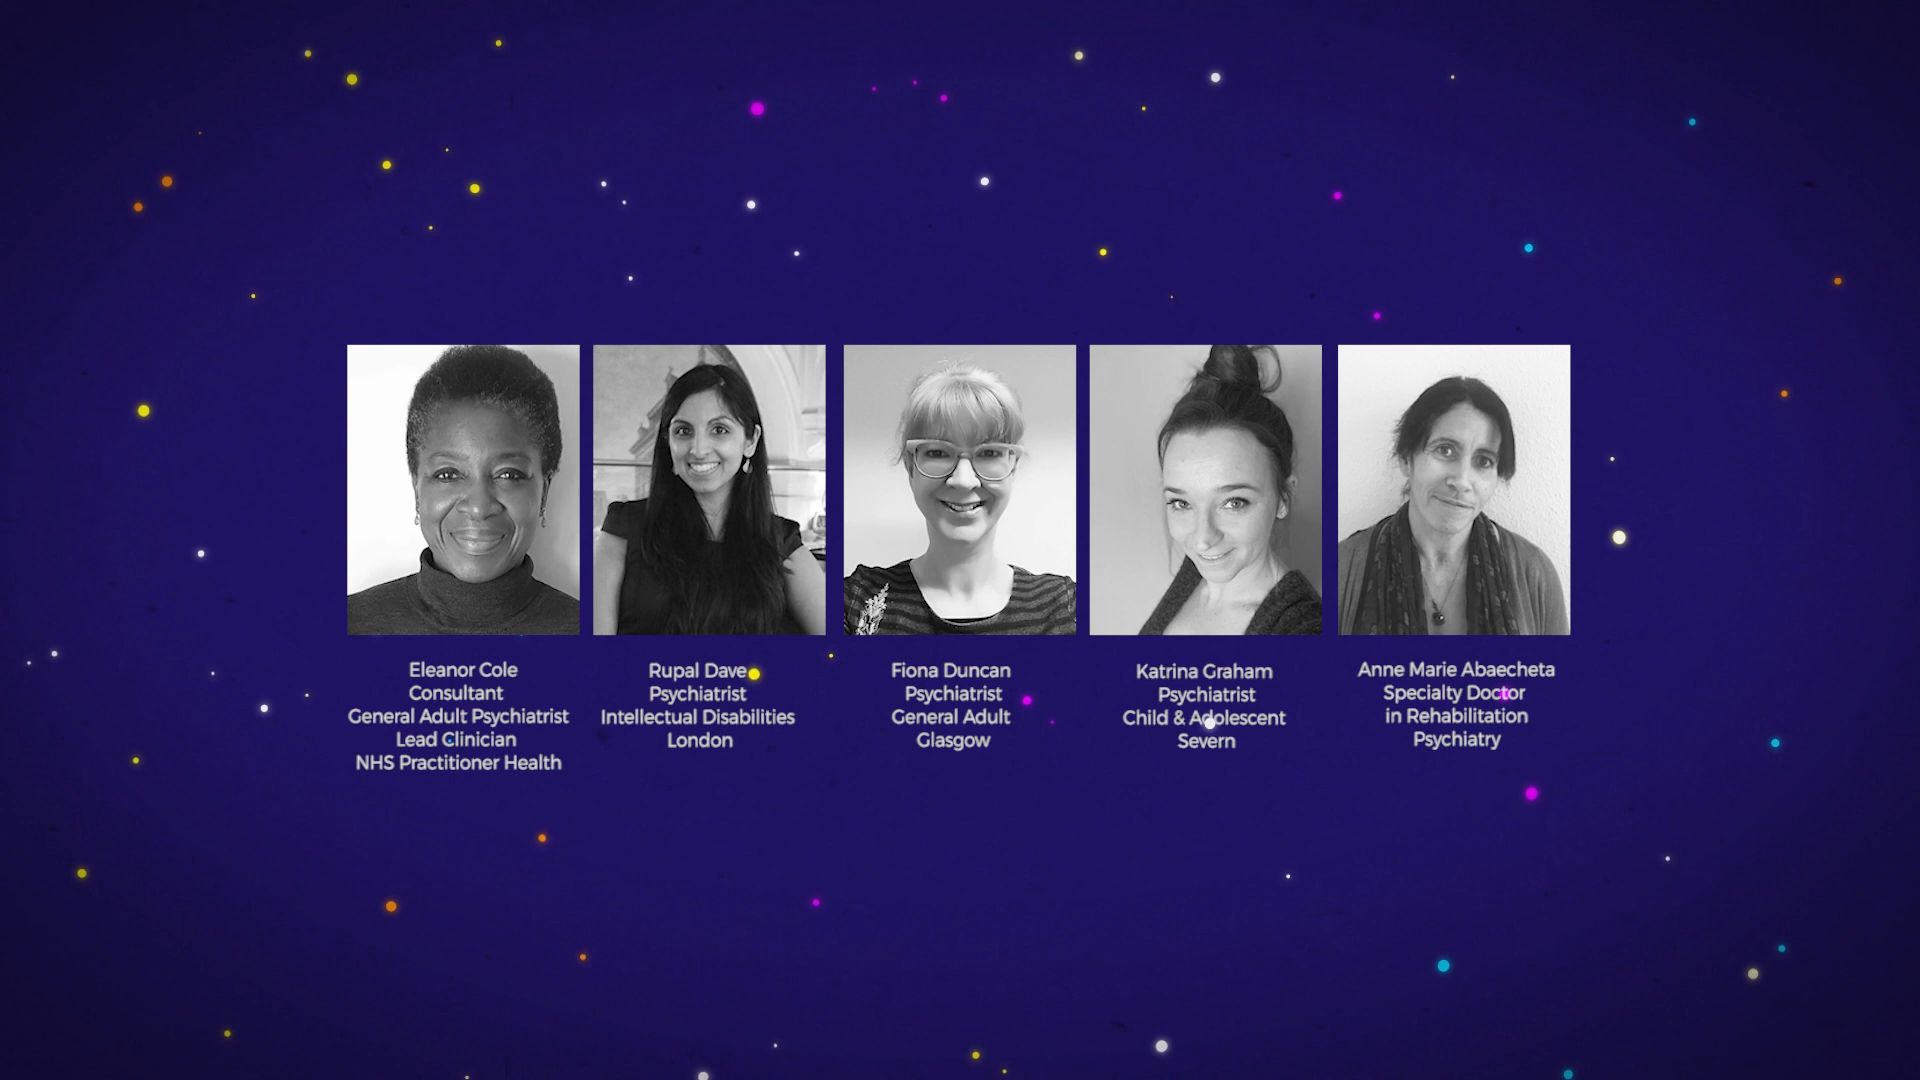 Eleanor Cole
Consultant
General Adult Psychiatrist
Lead Clinician
NHS Practitioner Health
Rupal Dave
Psychiatrist
Intellectual Disabilities
London
Fiona Duncan
Psychiatrist
General Adult
Glasgow
Katrina Graham
Psychiatrist
Child & Adolescent
Severn
Anne Marie Abaecheta
Specialty Doctor
in Rehabilitation
Psychiatry